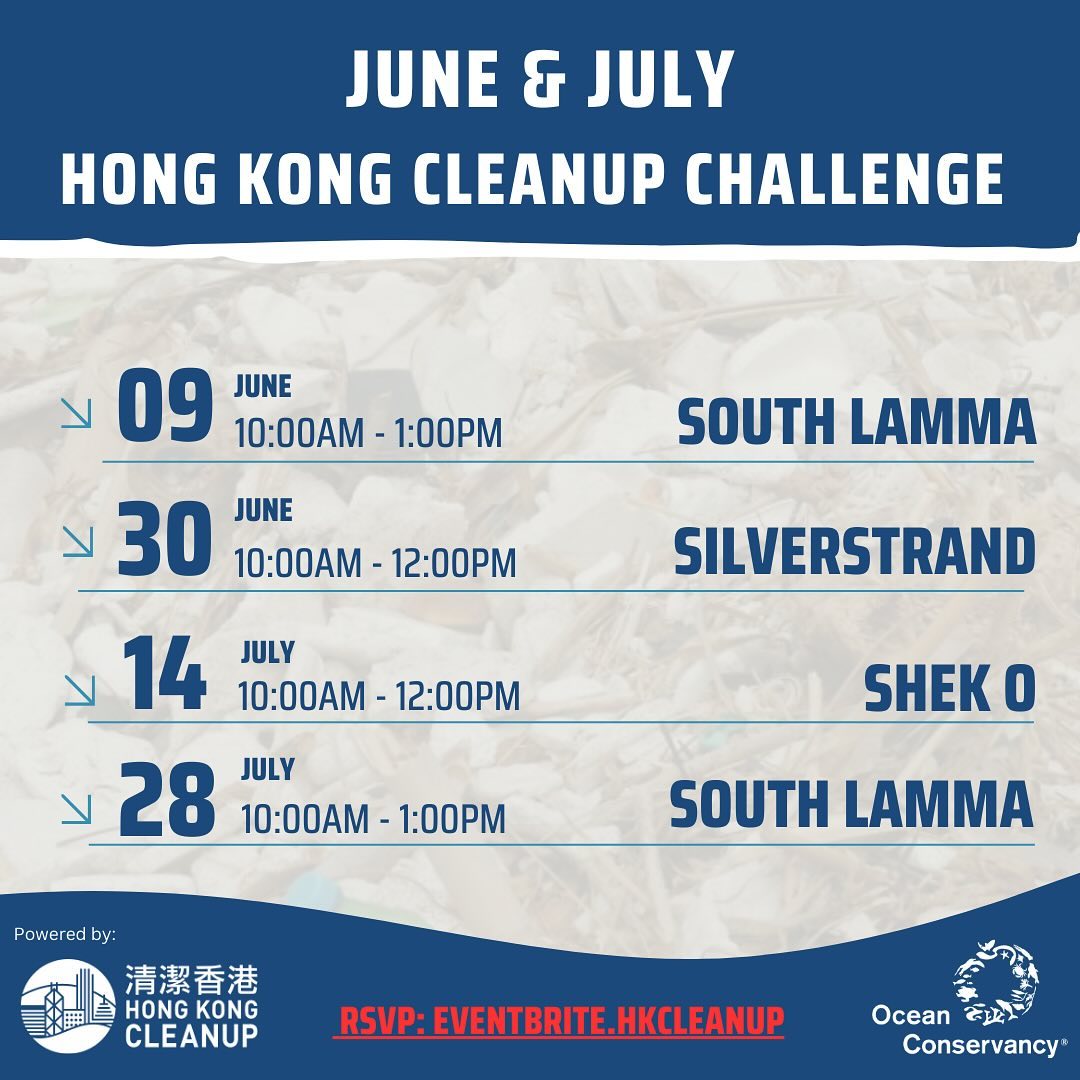 JUNE & JULY
HONG KONG CLEANUP CHALLENGE
09 JUNE
10:00AM - 1:00PM
SOUTH LAMMA
30 JUNE
10:00AM - 12:00PM
SILVERSTRAND
14 JULY
10:00AM - 12:00PM
SHEK O
28 JULY
10:00AM - 1:00PM
SOUTH LAMMA
Powered by:
清潔香港
HONG KONG
CLEANUP
RSVP: EVENTBRITE.HKCLEANUP
Ocean
Conservancy®